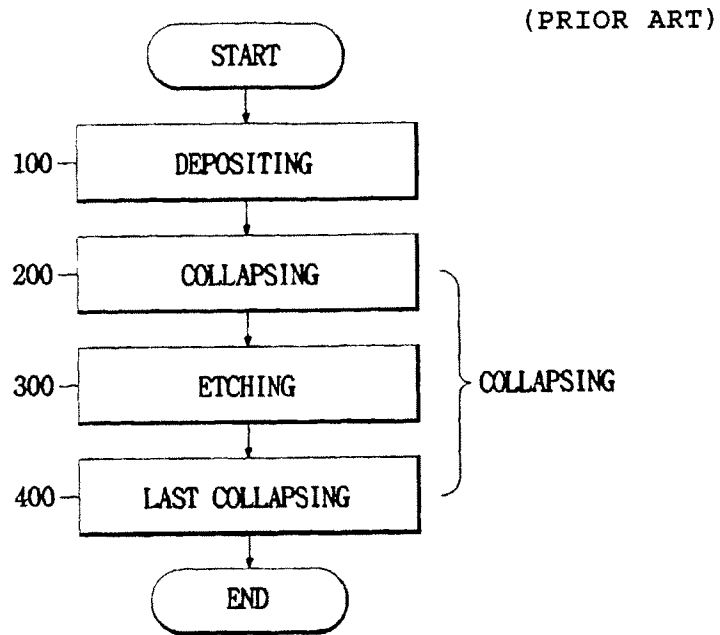 (PRIOR ART)
START
100
DEPOSITING
200
COLLAPSING
300
ETCHING
COLLAPSING
400
LAST COLLAPSING
END